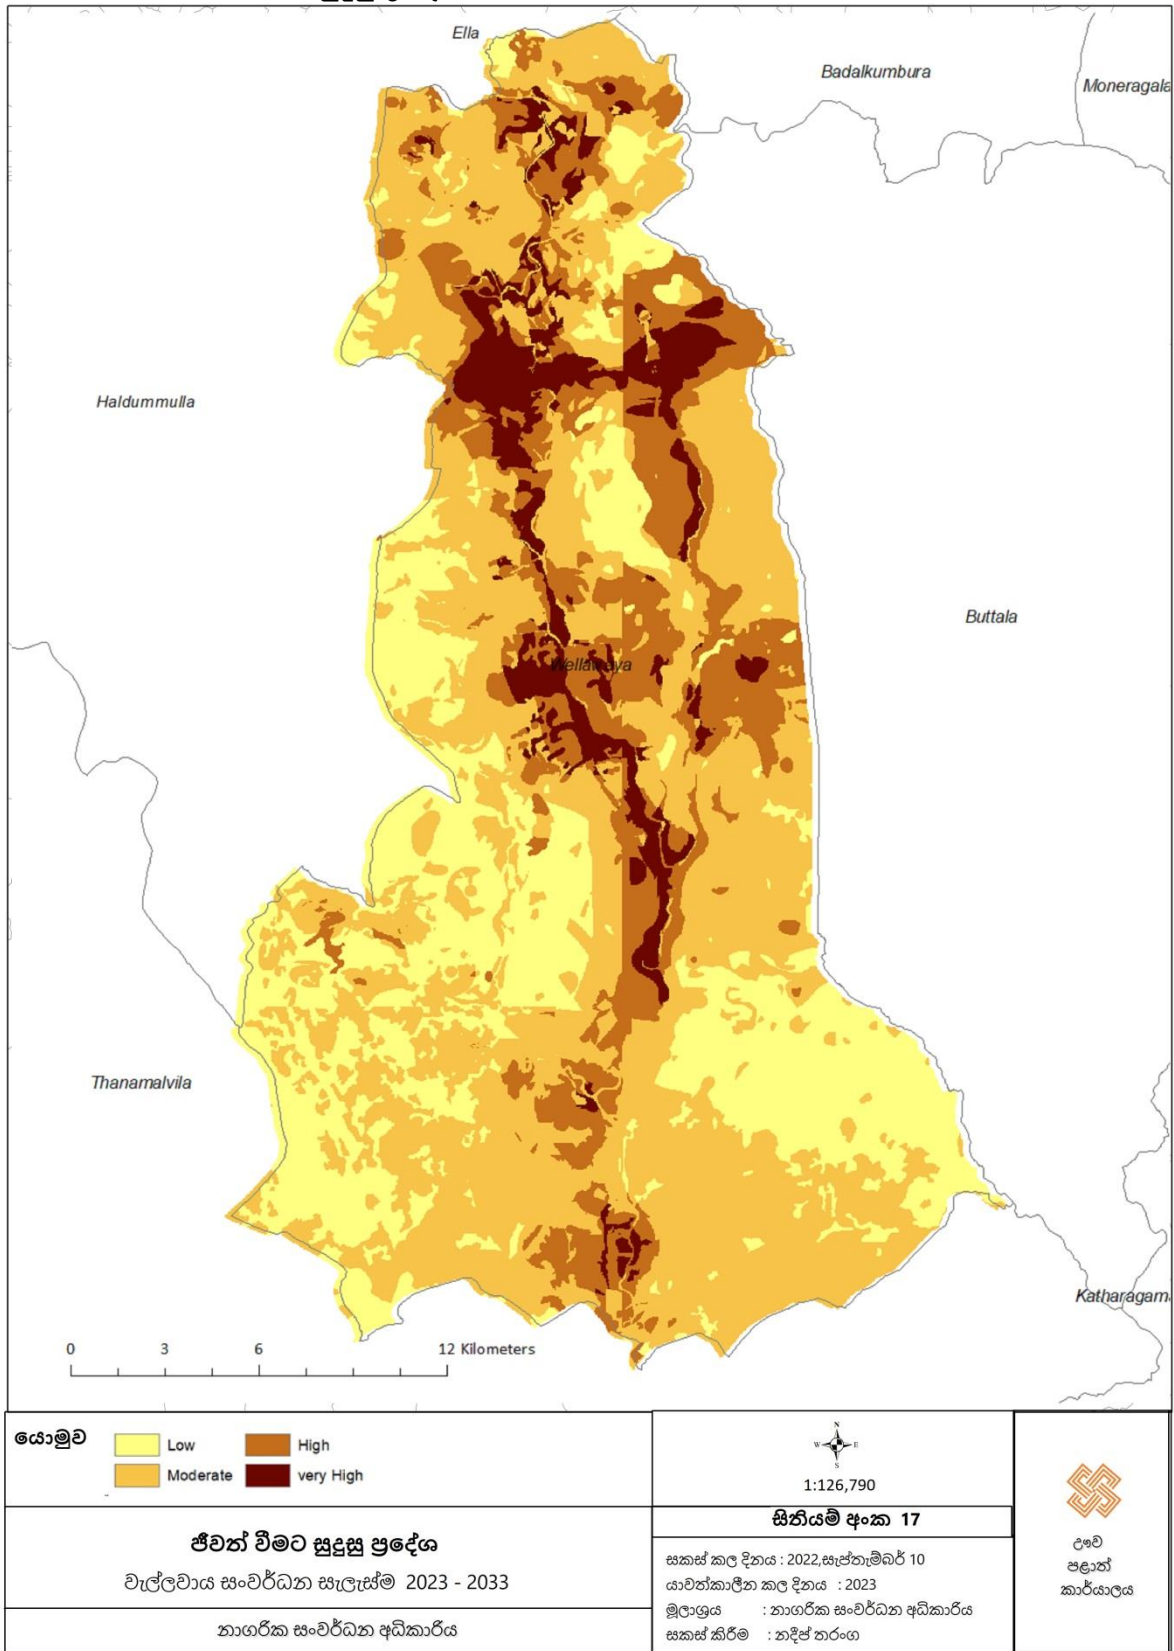 Ella
Badalkumbura
Moneragala
Haldummulla
Buttala
Wellawaya
Thanamalvila
Katharagam
0 3 6 12 Kilometers
යොමුව
Low
High
Moderate
very High
N
W E
S
1:126,790
සිතියම් අංක 17
ජීවත් වීමට සුදුසු ප්‍රදේශ
වැල්ලවාය සංවර්ධන සැලැස්ම 2023 - 2033
නාගරික සංවර්ධන අධිකාරිය
සකස් කල දිනය : 2022,සැප්තැම්බර් 10
යාවත්කාලීන කල දිනය : 2023
මූලාශ්‍රය : නාගරික සංවර්ධන අධිකාරිය
සකස් කිරීම : නදීප් තරංග
ඌව
පළාත්
කාර්යාලය